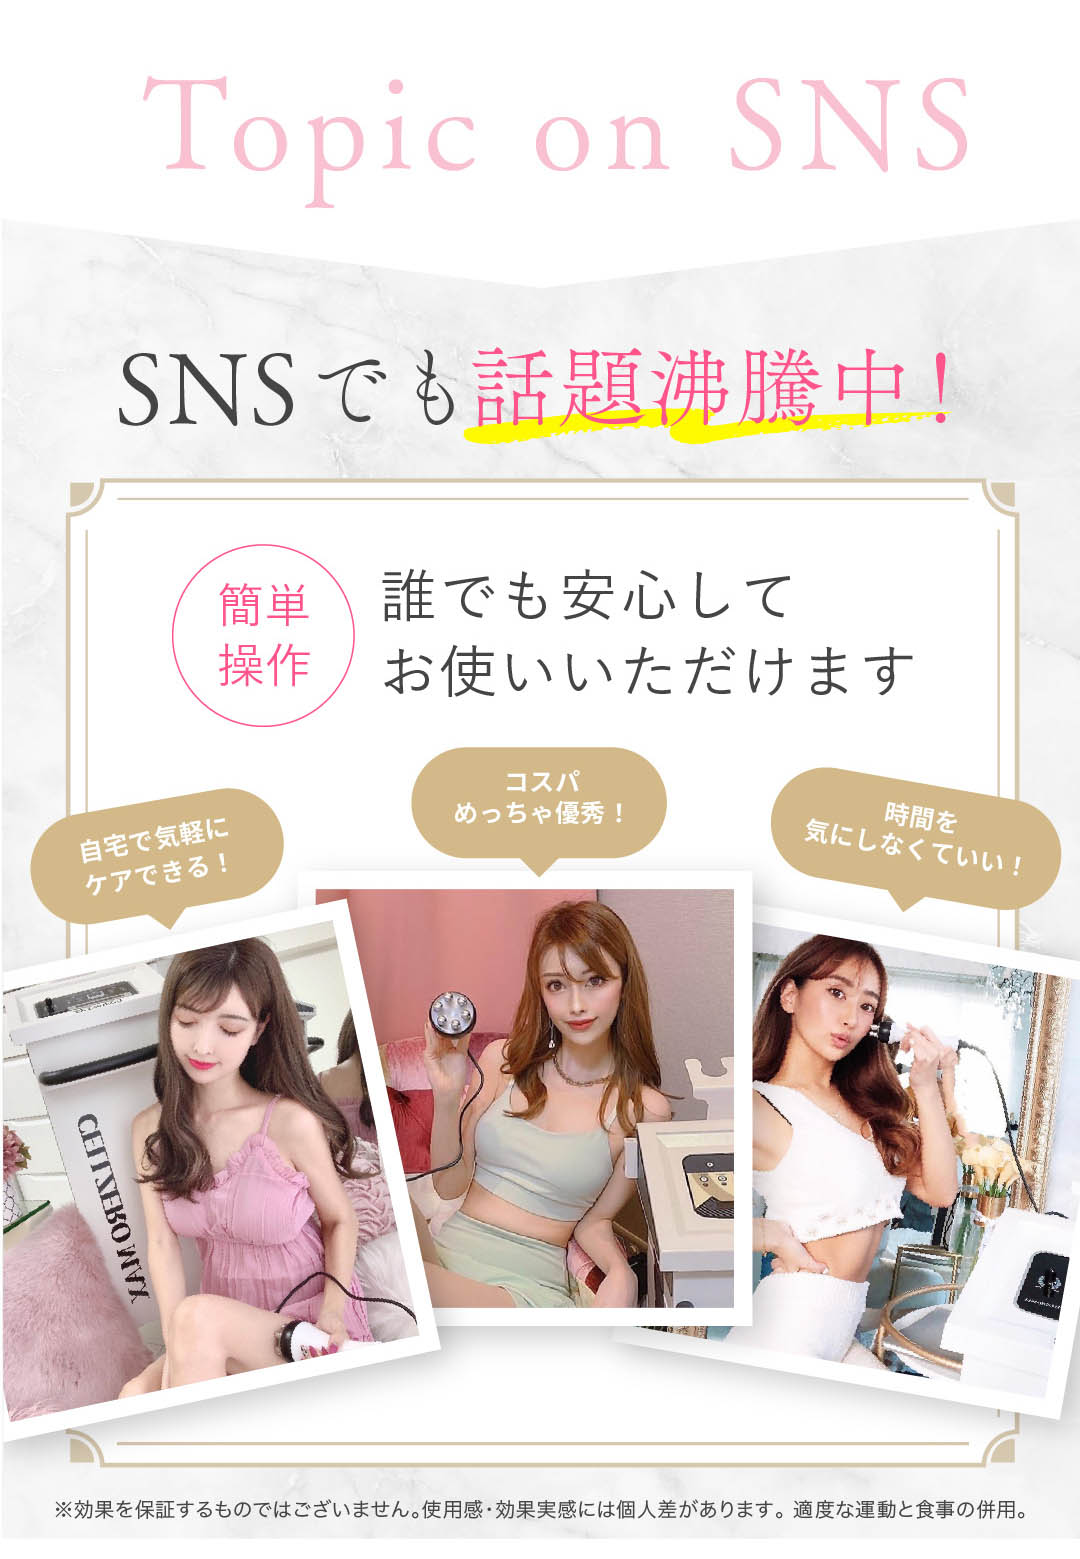 Topic on SNS
SNSでも話題沸騰中！
簡単
操作
誰でも安心して
お使いいただけます
自宅で気軽に
ケアできる！
コスパ
めっちゃ優秀！
時間を
気にしなくていい！
CELLZERO MAX
※効果を保証するものではございません。使用感・効果実感には個人差があります。適度な運動と食事の併用。